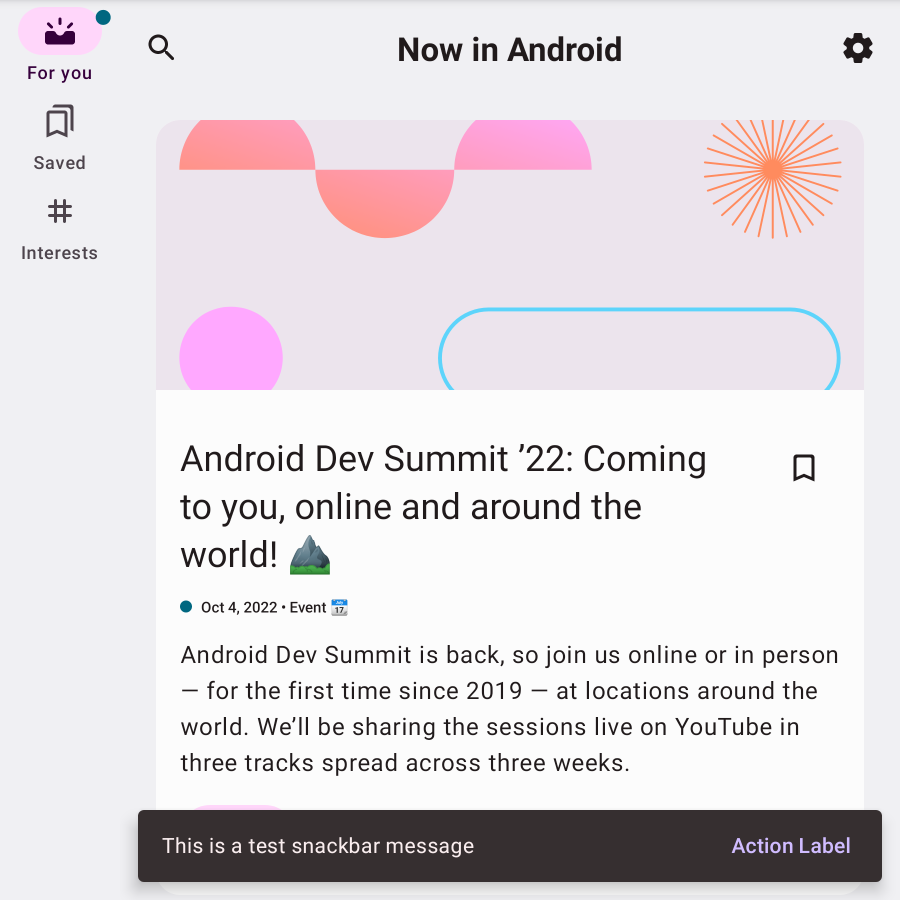 For you
Saved
Interests
Now in Android
Android Dev Summit ’22: Coming
to you, online and around the
world! ⛰️
Oct 4, 2022 • Event 📆
Android Dev Summit is back, so join us online or in person
— for the first time since 2019 — at locations around the
world. We’ll be sharing the sessions live on YouTube in
three tracks spread across three weeks.
This is a test snackbar message
Action Label